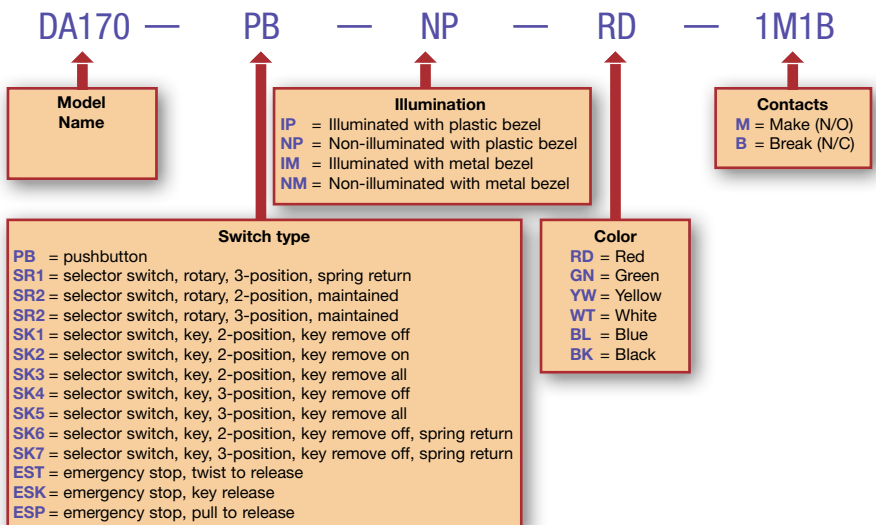 DA170 — PB — NP — RD — 1M1B
Model
Name
Illumination
IP = Illuminated with plastic bezel
NP = Non-illuminated with plastic bezel
IM = Illuminated with metal bezel
NM = Non-illuminated with metal bezel
Contacts
M = Make (N/O)
B = Break (N/C)
Switch type
PB = pushbutton
SR1 = selector switch, rotary, 3-position, spring return
SR2 = selector switch, rotary, 2-position, maintained
SR2 = selector switch, rotary, 3-position, maintained
SK1 = selector switch, key, 2-position, key remove off
SK2 = selector switch, key, 2-position, key remove on
SK3 = selector switch, key, 2-position, key remove all
SK4 = selector switch, key, 3-position, key remove off
SK5 = selector switch, key, 3-position, key remove all
SK6 = selector switch, key, 2-position, key remove off, spring return
SK7 = selector switch, key, 3-position, key remove off, spring return
EST = emergency stop, twist to release
ESK = emergency stop, key release
ESP = emergency stop, pull to release
Color
RD = Red
GN = Green
YW = Yellow
WT = White
BL = Blue
BK = Black